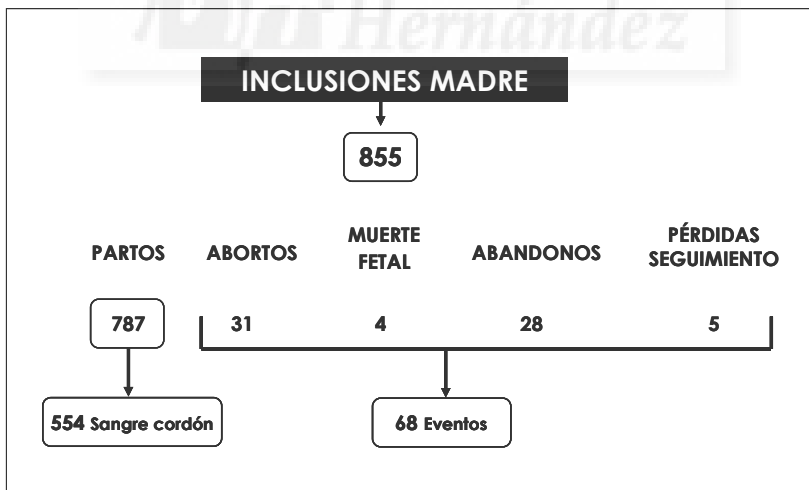 Hernández
INCLUSIONES MADRE
855
PARTOS
ABORTOS
MUERTE
FETAL
ABANDONOS
PÉRDIDAS
SEGUIMIENTO
787
31
4
28
5
554 Sangre cordón
68 Eventos